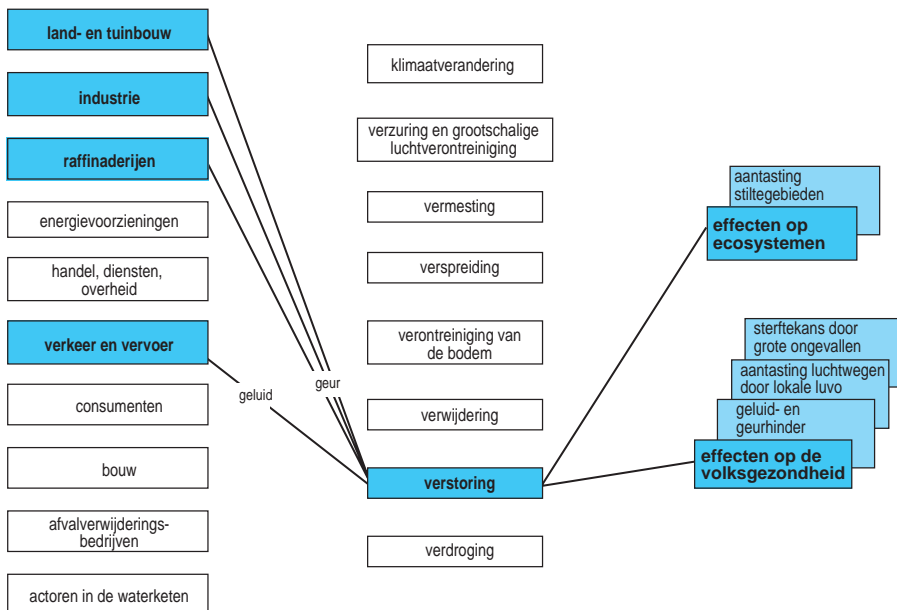 land- en tuinbouw
industrie
raffinaderijen
energievoorzieningen
handel, diensten,
overheid
verkeer en vervoer
consumenten
bouw
afvalverwijderings-
bedrijven
actoren in de waterketen
geluid
geur
klimaatverandering
verzuring en grootschalige
luchtverontreiniging
vermesting
verspreiding
verontreiniging van
de bodem
verwijdering
verstoring
verdroging
aantasting
stiltegebieden
effecten op
ecosystemen
sterftekans door
grote ongevallen
aantasting luchtwegen
door lokale luvo
geluid- en
geurhinder
effecten op de
volksgezondheid